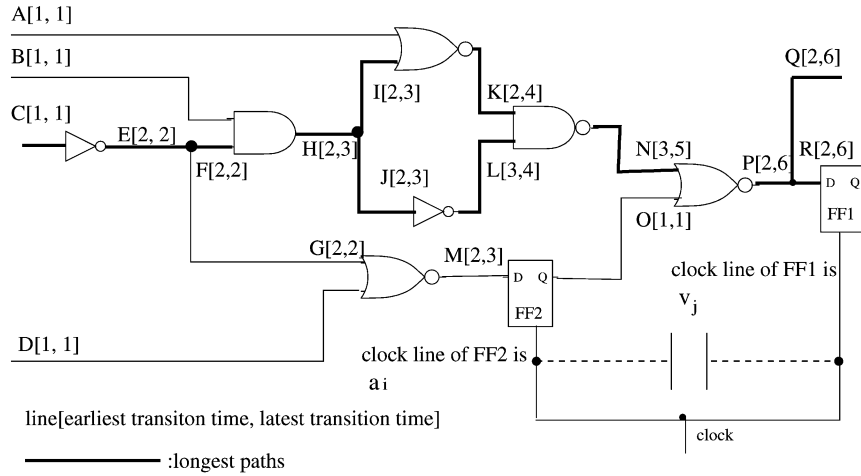 A[1, 1]
B[1, 1]
Q[2,6]
C[1, 1]
I[2,3]
K[2,4]
E[2, 2]
F[2,2]
H[2,3]
J[2,3]
L[3,4]
N[3,5]
P[2,6]
R[2,6]
D Q
FF1
O[1,1]
G[2,2]
M[2,3]
D Q
FF2
clock line of FF1 is
vj
D[1, 1]
clock line of FF2 is
ai
line[earliest transiton time, latest transition time]
clock
:longest paths